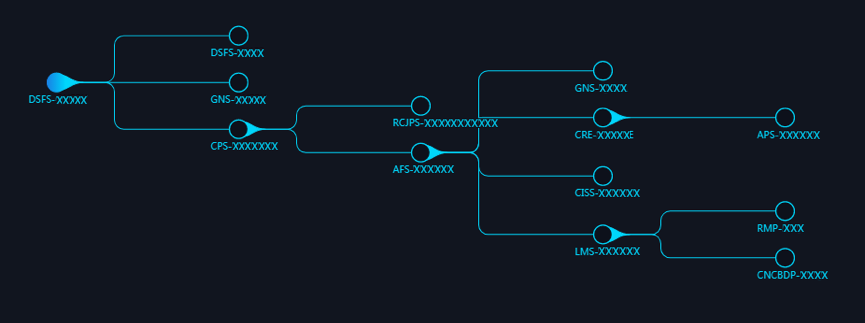 DSFS-XXXX
GNS-XXXX
DSFS-XXXXX
GNS-XXXXX
RCJPS-XXXXXXXXXXX
CRE-XXXXXE
APS-XXXXXX
CPS-XXXXXXX
AFS-XXXXXX
CISS-XXXXXX
RMP-XXX
LMS-XXXXXX
CNCBDP-XXXX